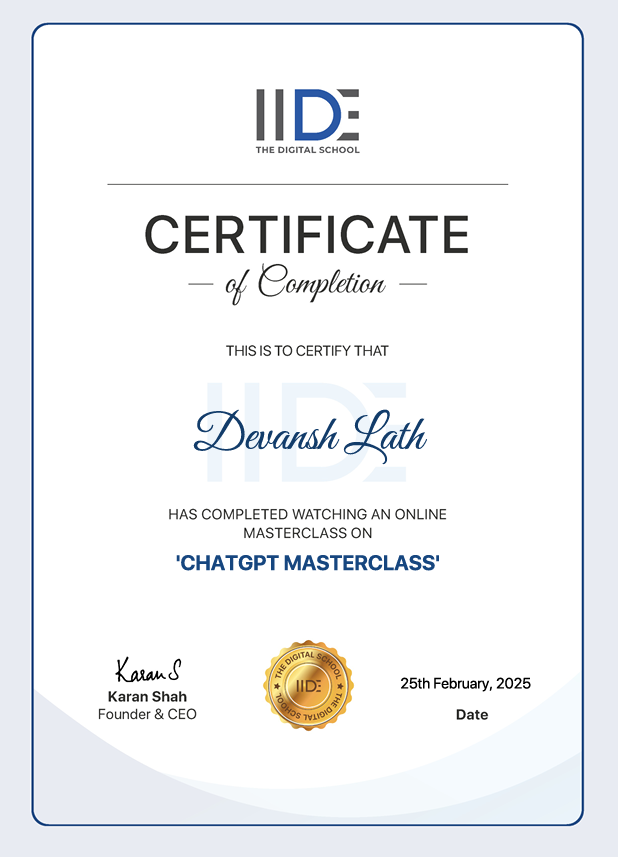 IIDE
THE DIGITAL SCHOOL
CERTIFICATE
of Completion
THIS IS TO CERTIFY THAT
IIDE
Devansh Lath
HAS COMPLETED WATCHING AN ONLINE
MASTERCLASS ON
'CHATGPT MASTERCLASS'
Karan S
Karan Shah
Founder & CEO
THE DIGITAL SCHOOL
IIDE
THE DIGITAL SCHOOL
25th February, 2025
Date